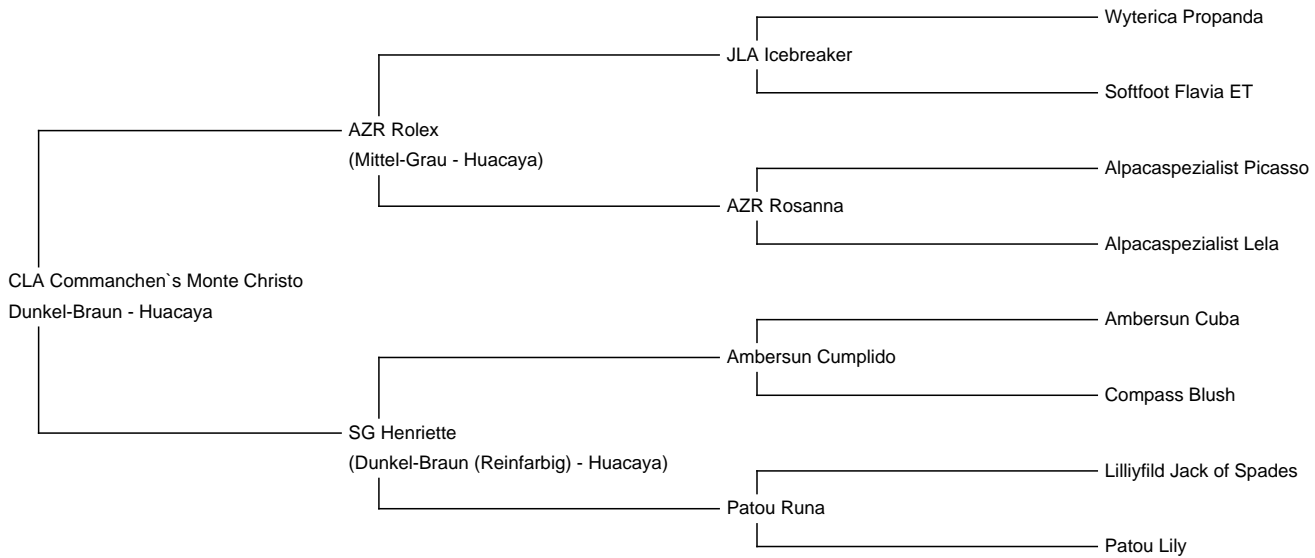 Wyterica Propanda
JLA Icebreaker
Softfoot Flavia ET
AZR Rolex
(Mittel-Grau - Huacaya)
Alpacaspezialist Picasso
AZR Rosanna
Alpacaspezialist Lela
CLA Commanchen`s Monte Christo
Dunkel-Braun - Huacaya
Ambersun Cuba
Ambersun Cumplido
Compass Blush
SG Henriette
(Dunkel-Braun (Reinfarbig) - Huacaya)
Lilliyfild Jack of Spades
Patou Runa
Patou Lily